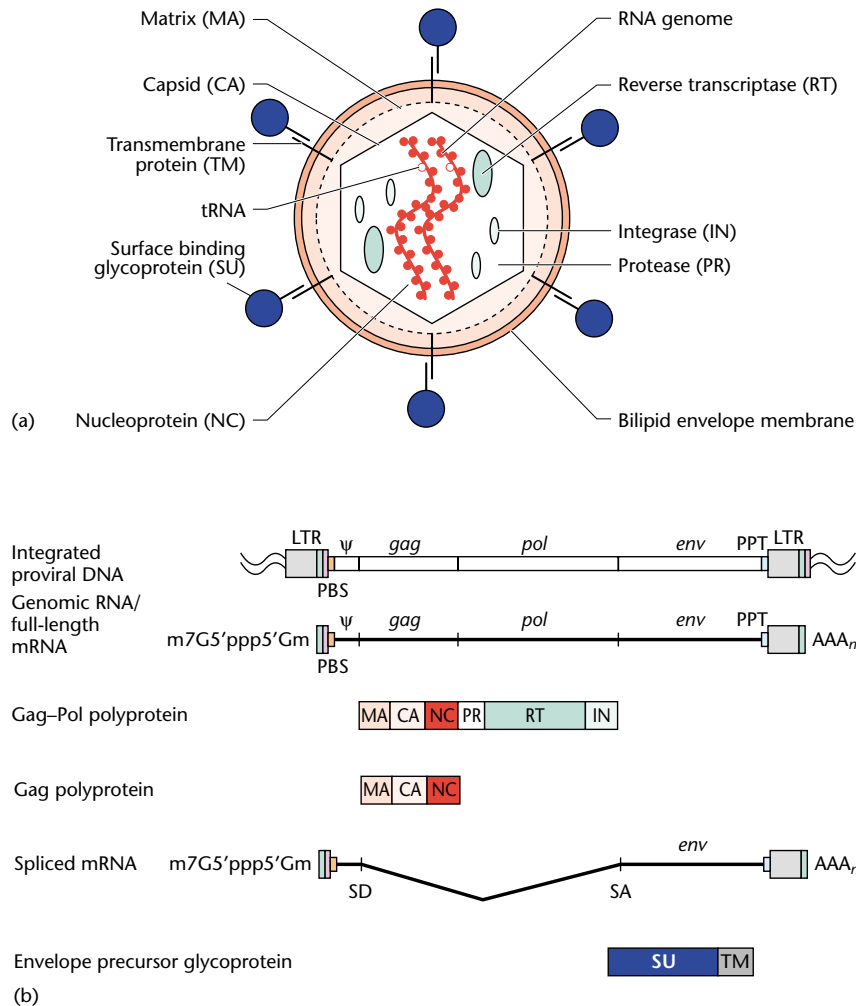 Matrix (MA)
RNA genome
Capsid (CA)
Reverse transcriptase (RT)
Transmembrane
protein (TM)
tRNA
Integrase (IN)
Surface binding
glycoprotein (SU)
Protease (PR)
(a)
Nucleoprotein (NC)
Bilipid envelope membrane
LTR ψ gag pol env PPT LTR
Integrated
proviral DNA
PBS
Genomic RNA/
full-length
mRNA
ψ gag pol env PPT
m7G5'ppp5'Gm AAAn
PBS
Gag–Pol polyprotein MA CA NC PR RT IN
Gag polyprotein MA CA NC
env
Spliced mRNA m7G5'ppp5'Gm AAAn
SD SA
Envelope precursor glycoprotein SU TM
(b)